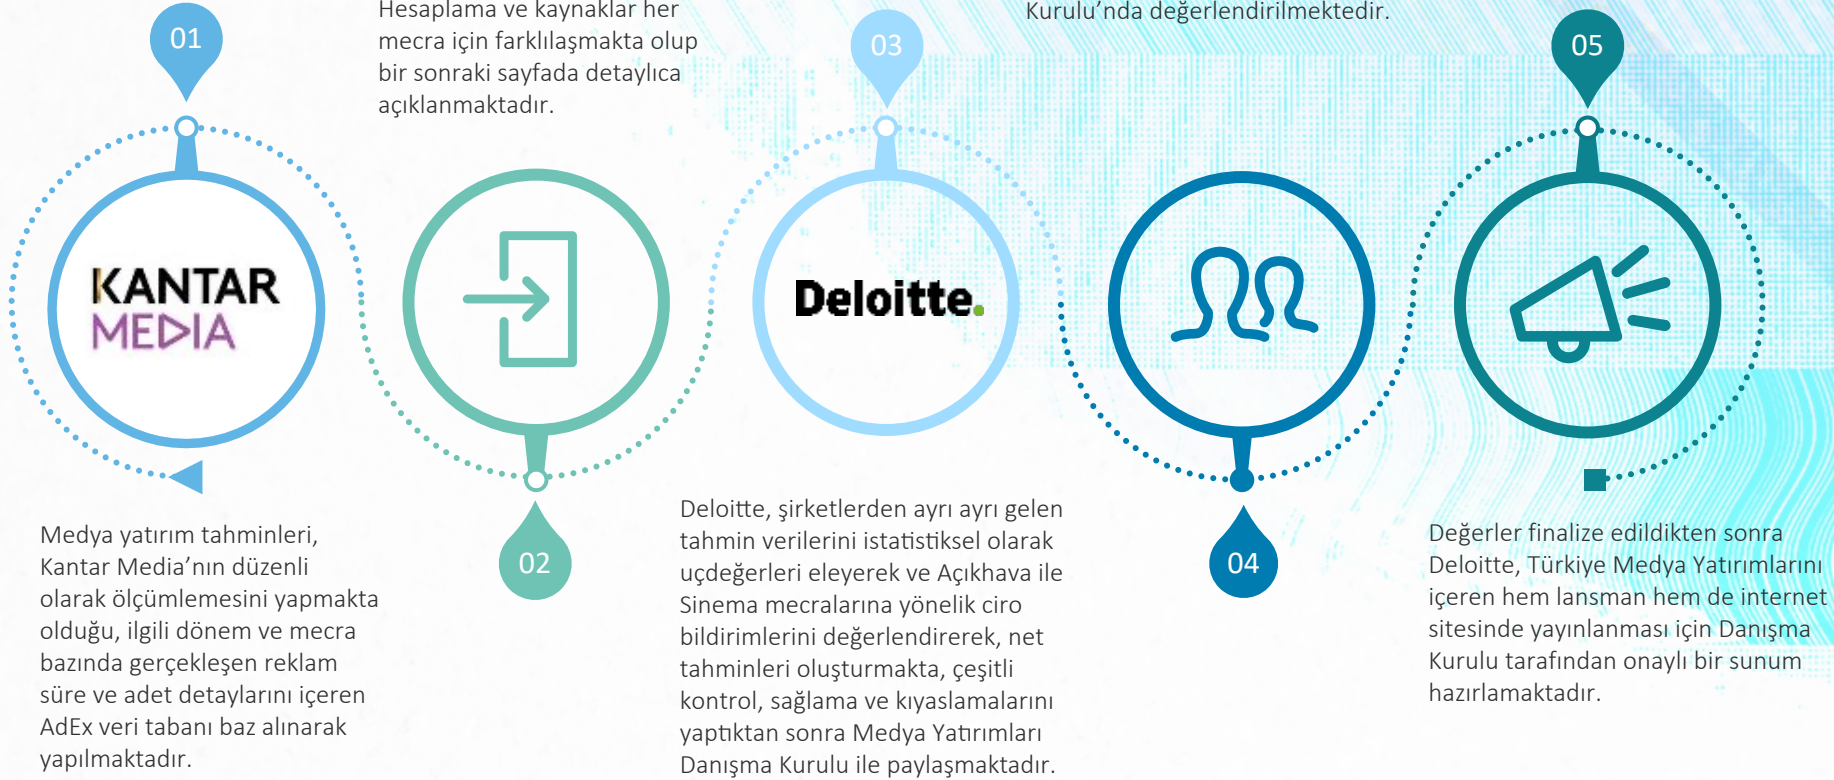 01
Hesaplama ve kaynaklar her
mecra için farklılaşmakta olup
bir sonraki sayfada detaylıca
açıklanmaktadır.
03
Kurulu’nda değerlendirilmektedir.
05
KANTAR
MEDIA
Deloitte.
Medya yatırım tahminleri,
Kantar Media’nın düzenli
olarak ölçümlemesini yapmakta
olduğu, ilgili dönem ve mecra
bazında gerçekleşen reklam
süre ve adet detaylarını içeren
AdEx veri tabanı baz alınarak
yapılmaktadır.
02
Deloitte, şirketlerden ayrı ayrı gelen
tahmin verilerini istatistiksel olarak
uçdeğerleri eleyerek ve Açıkhava ile
Sinema mecralarına yönelik ciro
bildirimlerini değerlendirerek, net
tahminleri oluşturmakta, çeşitli
kontrol, sağlama ve kıyaslamalarını
yaptıktan sonra Medya Yatırımları
Danışma Kurulu ile paylaşmaktadır.
04
Değerler finalize edildikten sonra
Deloitte, Türkiye Medya Yatırımlarını
içeren hem lansman hem de internet
sitesinde yayınlanması için Danışma
Kurulu tarafından onaylı bir sunum
hazırlamaktadır.